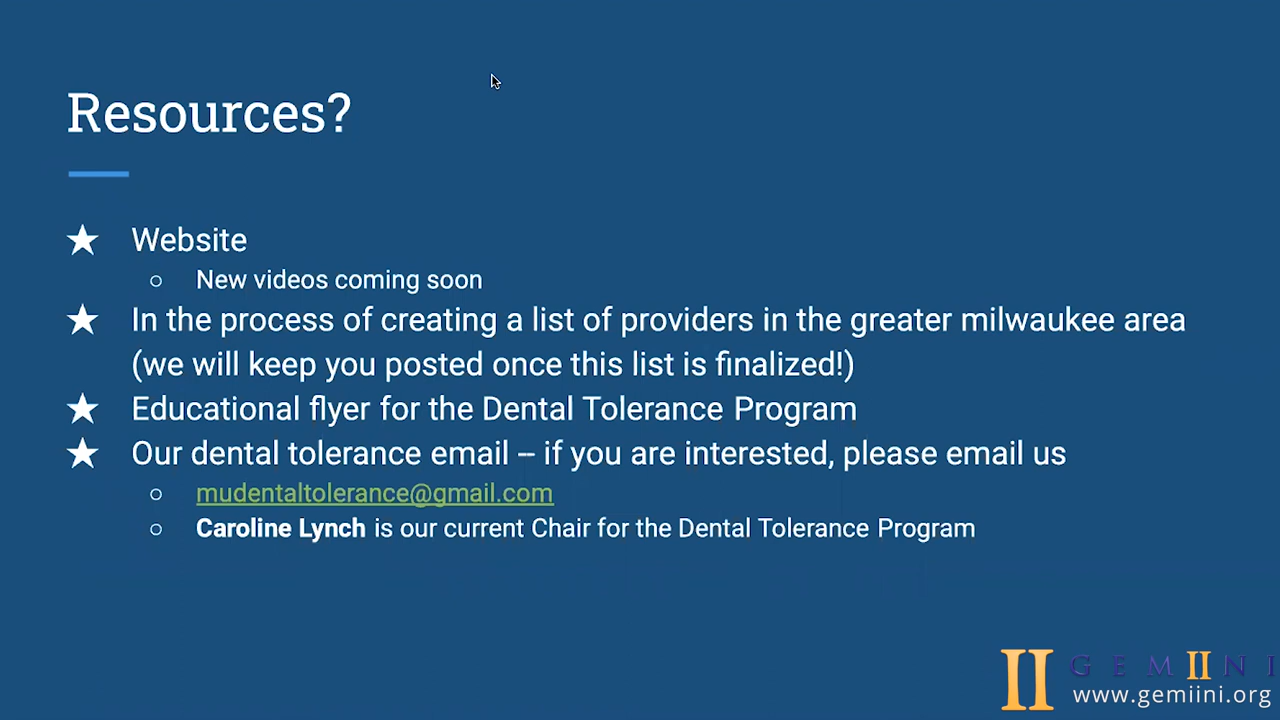 Resources?
★ Website
○ New videos coming soon
★ In the process of creating a list of providers in the greater milwaukee area
(we will keep you posted once this list is finalized!)
★ Educational flyer for the Dental Tolerance Program
★ Our dental tolerance email -- if you are interested, please email us
○ mudentaltolerance@gmail.com
○ Caroline Lynch is our current Chair for the Dental Tolerance Program
II GEMIINI
www.gemiini.org